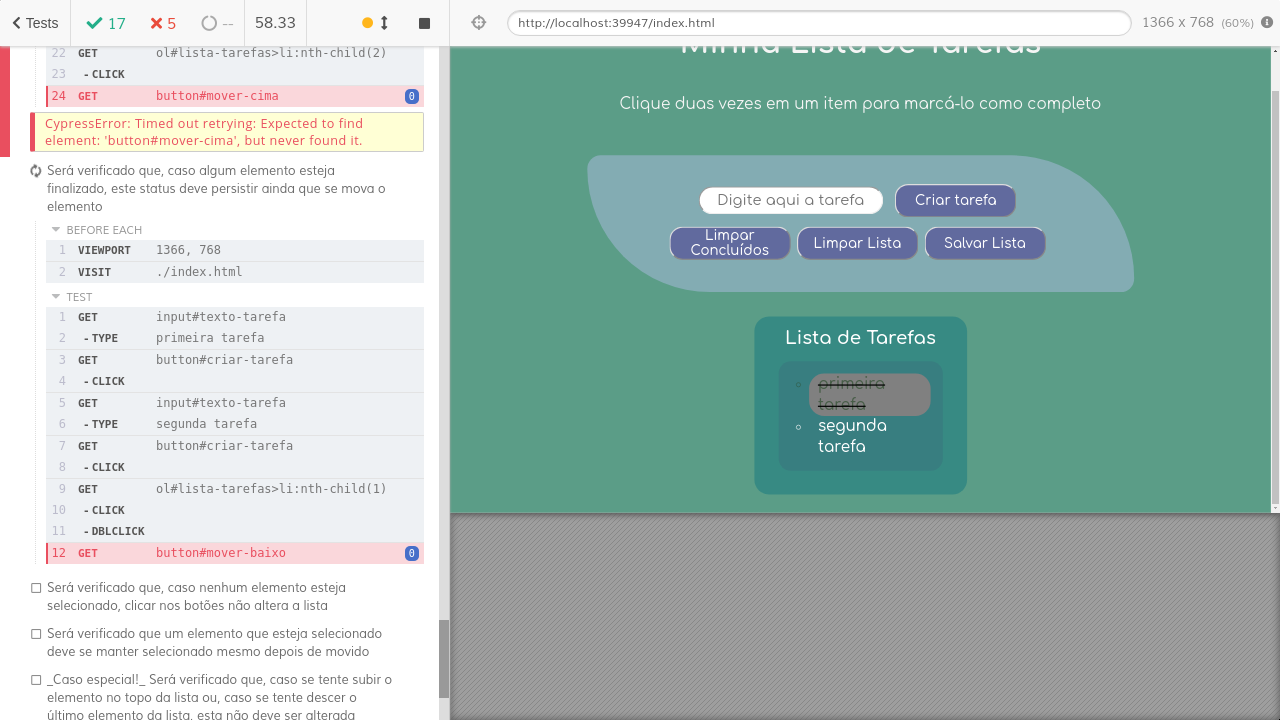 Tests
17
5
--
58.33
http://localhost:39947/index.html
1366 x 768 (60%)
22 GET ol#lista-tarefas>li:nth-child(2)
23 -CLICK
24 GET button#mover-cima 0
CypressError: Timed out retrying: Expected to find
element: 'button#mover-cima', but never found it.
Será verificado que, caso algum elemento esteja
finalizado, este status deve persistir ainda que se mova o
elemento
BEFORE EACH
1 VIEWPORT 1366, 768
2 VISIT ./index.html
TEST
1 GET input#texto-tarefa
2 -TYPE primeira tarefa
3 GET button#criar-tarefa
4 -CLICK
5 GET input#texto-tarefa
6 -TYPE segunda tarefa
7 GET button#criar-tarefa
8 -CLICK
9 GET ol#lista-tarefas>li:nth-child(1)
10 -CLICK
11 -DBLCLICK
12 GET button#mover-baixo 0
Será verificado que, caso nenhum elemento esteja
selecionado, clicar nos botões não altera a lista
Será verificado que um elemento que esteja selecionado
deve se manter selecionado mesmo depois de movido
_Caso especial!_ Será verificado que, caso se tente subir o
elemento no topo da lista ou, caso se tente descer o
último elemento da lista, esta não deve ser alterada
Minha Lista de Tarefas
Clique duas vezes em um item para marcá-lo como completo
Digite aqui a tarefa
Criar tarefa
Limpar
Concluídos
Limpar Lista
Salvar Lista
Lista de Tarefas
primeira
tarefa
segunda
tarefa